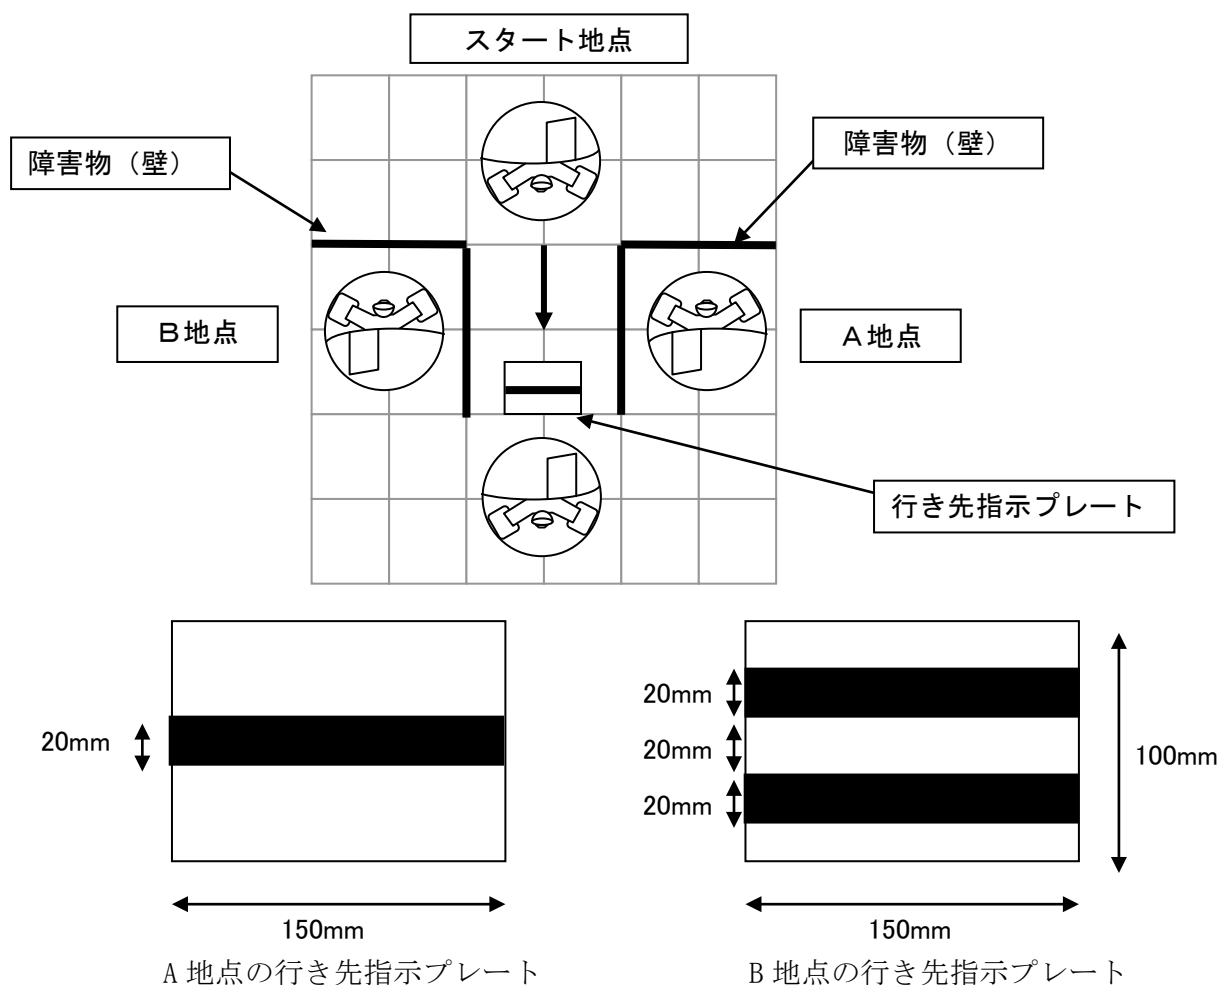 スタート地点
障害物（壁）
障害物（壁）
Ｂ地点
Ａ地点
行き先指示プレート
20mm
20mm
20mm
20mm
100mm
150mm
150mm
A 地点の行き先指示プレート
B 地点の行き先指示プレート